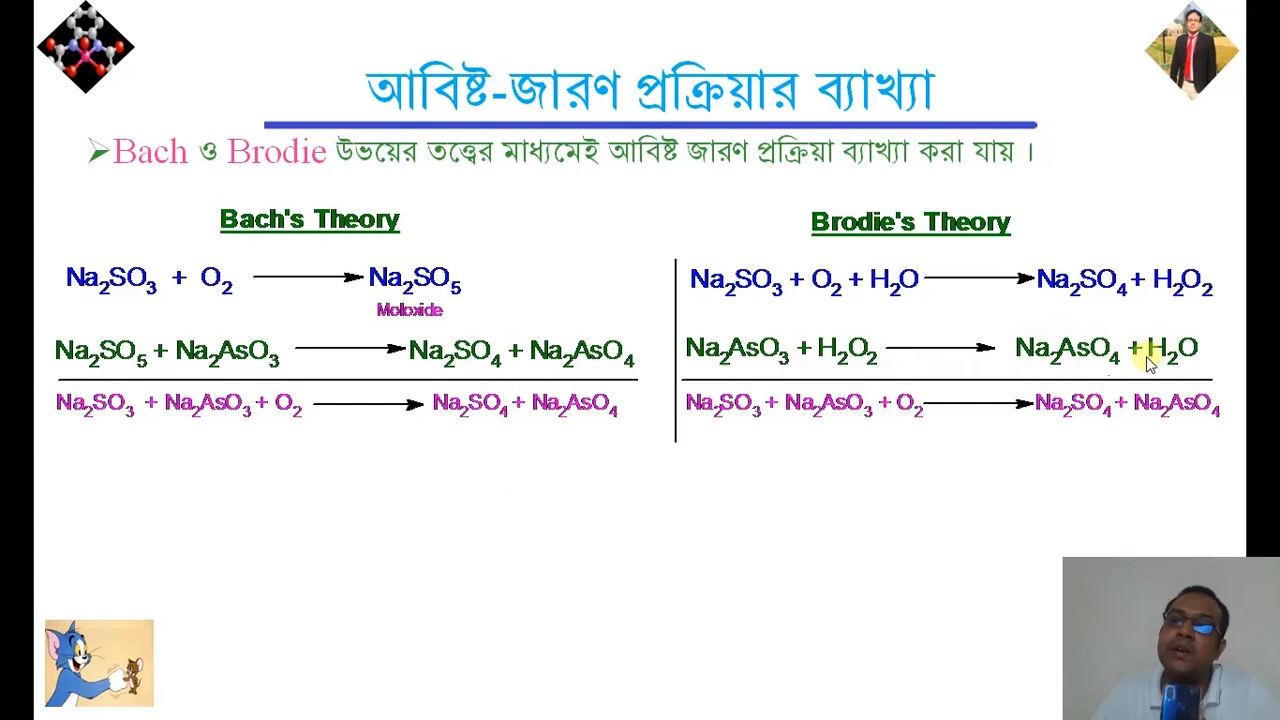 আবিষ্ট-জারণ প্রক্রিয়ার ব্যাখ্যা
➢Bach ও Brodie উভয়ের তত্ত্বের মাধ্যমেই আবিষ্ট জারণ প্রক্রিয়া ব্যাখ্যা করা যায় ।
Bach's Theory
Na₂SO₃ + O₂ ⟶ Na₂SO₅
Moloxide
Na₂SO₅ + Na₂AsO₃ ⟶ Na₂SO₄ + Na₂AsO₄
Na₂SO₃ + Na₂AsO₃ + O₂ ⟶ Na₂SO₄ + Na₂AsO₄
Brodie's Theory
Na₂SO₃ + O₂ + H₂O ⟶ Na₂SO₄ + H₂O₂
Na₂AsO₃ + H₂O₂ ⟶ Na₂AsO₄ + H₂O
Na₂SO₃ + Na₂AsO₃ + O₂ ⟶ Na₂SO₄ + Na₂AsO₄